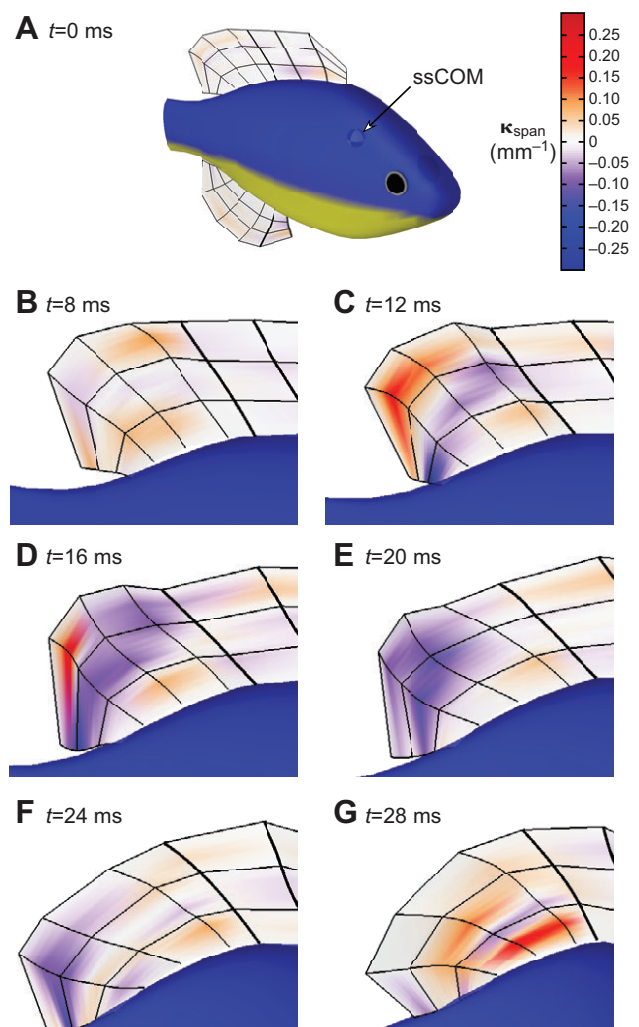 A t=0 ms
ssCOM
κspan
(mm–1)
0.25
0.20
0.15
0.10
0.05
0
–0.05
–0.10
–0.15
–0.20
–0.25
B t=8 ms
C t=12 ms
D t=16 ms
E t=20 ms
F t=24 ms
G t=28 ms